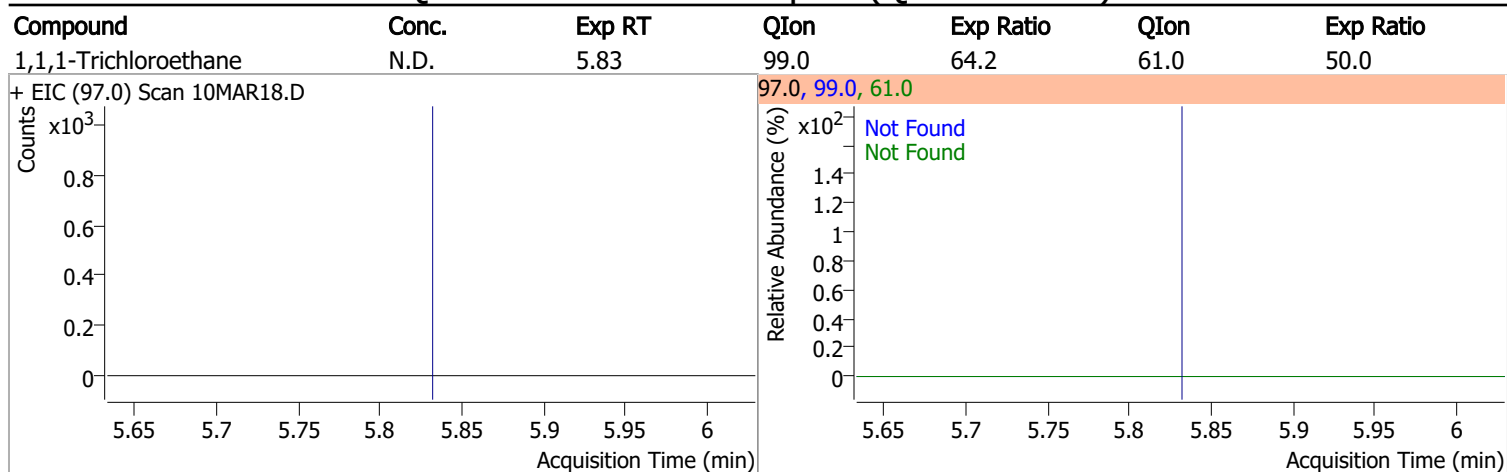 Compound Conc. Exp RT QIon Exp Ratio QIon Exp Ratio
1,1,1-Trichloroethane N.D. 5.83 99.0 64.2 61.0 50.0
+ EIC (97.0) Scan 10MAR18.D
Counts
x10³
0.8
0.6
0.4
0.2
0
5.65 5.7 5.75 5.8 5.85 5.9 5.95 6
Acquisition Time (min)
97.0, 99.0, 61.0
Relative Abundance (%)
x10²
Not Found
Not Found
1.4
1.2
1
0.8
0.6
0.4
0.2
0
5.65 5.7 5.75 5.8 5.85 5.9 5.95 6
Acquisition Time (min)